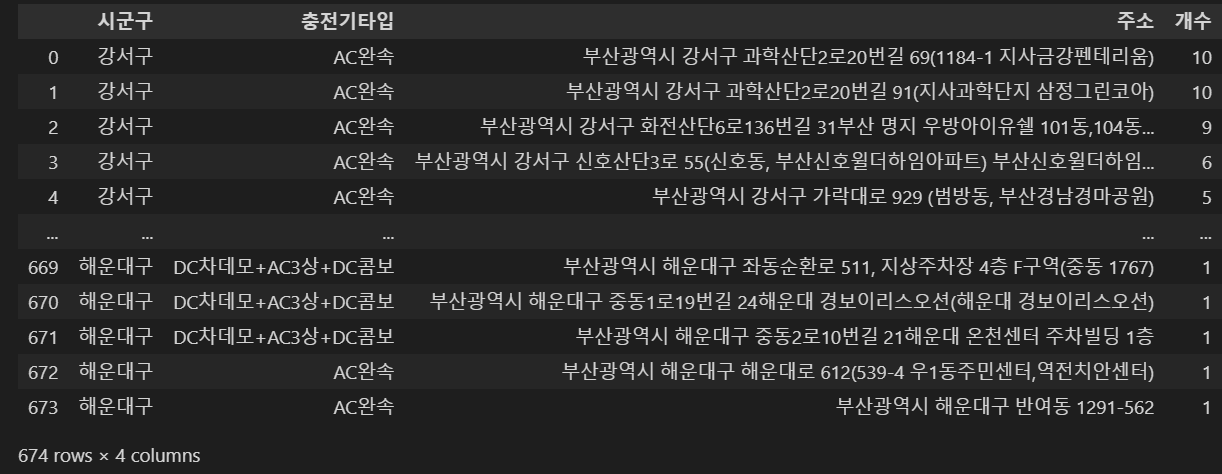 시군구 충전기타입 주소 개수
0 강서구 AC완속 부산광역시 강서구 과학산단2로20번길 69(1184-1 지사금강펜테리움) 10
1 강서구 AC완속 부산광역시 강서구 과학산단2로20번길 91(지사과학단지 삼정그린코아) 10
2 강서구 AC완속 부산광역시 강서구 화전산단6로136번길 31부산 명지 우방아이유쉘 101동,104동... 9
3 강서구 AC완속 부산광역시 강서구 신호산단3로 55(신호동, 부산신호윌더하임아파트) 부산신호윌더하임... 6
4 강서구 AC완속 부산광역시 강서구 가락대로 929 (범방동, 부산경남경마공원) 5
... ... ... ... ...
669 해운대구 DC차데모+AC3상+DC콤보 부산광역시 해운대구 좌동순환로 511, 지상주차장 4층 F구역(중동 1767) 1
670 해운대구 DC차데모+AC3상+DC콤보 부산광역시 해운대구 중동1로19번길 24해운대 경보이리스오션(해운대 경보이리스오션) 1
671 해운대구 DC차데모+AC3상+DC콤보 부산광역시 해운대구 중동2로10번길 21해운대 온천센터 주차빌딩 1층 1
672 해운대구 AC완속 부산광역시 해운대구 해운대로 612(539-4 우1동주민센터,역전치안센터) 1
673 해운대구 AC완속 부산광역시 해운대구 반여동 1291-562 1
674 rows × 4 columns